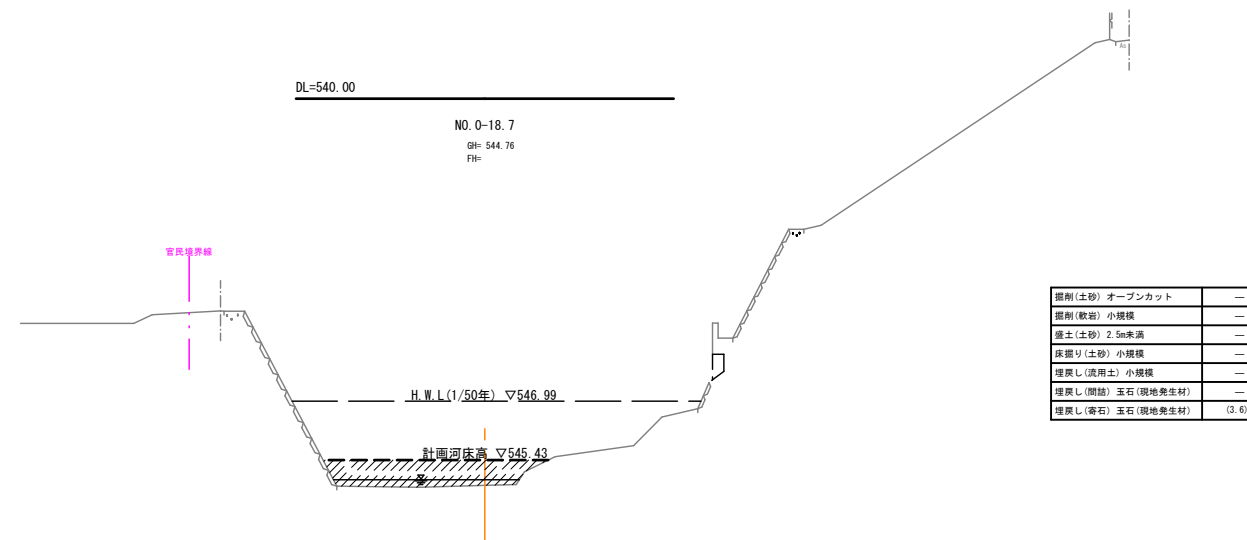 DL=540.00
NO.0-18.7
GH= 544.76
FH=
官民境界線
As
H.W.L(1/50年) ▽546.99
計画河床高 ▽545.43
掘削(土砂) オープンカット —
掘削(軟岩) 小規模 —
盛土(土砂) 2.5m未満 —
床掘り(土砂) 小規模 —
埋戻し(流用土) 小規模 —
埋戻し(間詰) 玉石(現地発生材) —
埋戻し(寄石) 玉石(現地発生材) (3.6)